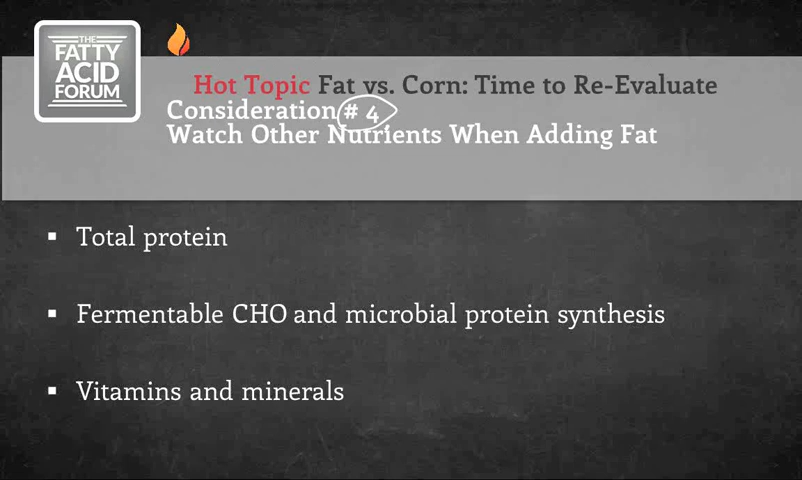 THE
FATTY
ACID
FORUM
Hot Topic Fat vs. Corn: Time to Re-Evaluate
Consideration # 4
Watch Other Nutrients When Adding Fat
▪ Total protein
▪ Fermentable CHO and microbial protein synthesis
▪ Vitamins and minerals